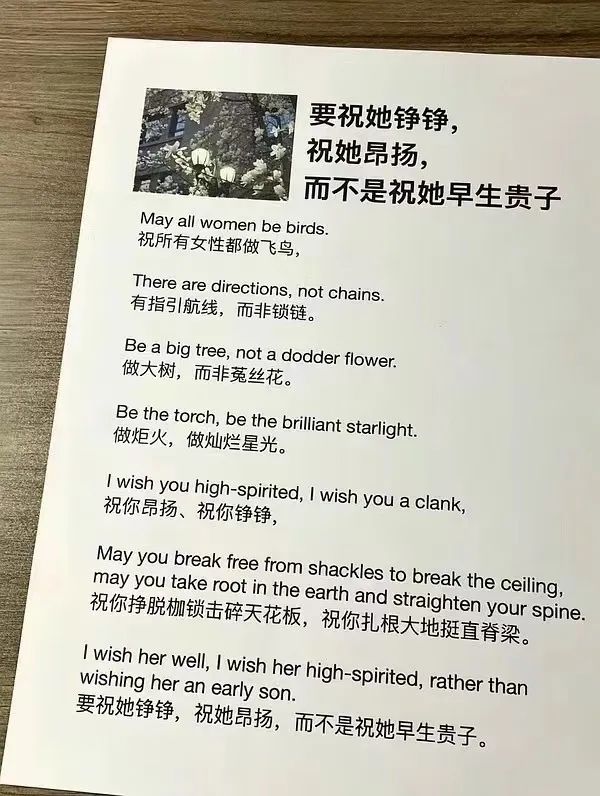 要祝她铮铮，
祝她昂扬，
而不是祝她早生贵子
May all women be birds.
祝所有女性都做飞鸟，
There are directions, not chains.
有指引航线，而非锁链。
Be a big tree, not a dodder flower.
做大树，而非菟丝花。
Be the torch, be the brilliant starlight.
做炬火，做灿烂星光。
I wish you high-spirited, I wish you a clank,
祝你昂扬、祝你铮铮，
May you break free from shackles to break the ceiling,
may you take root in the earth and straighten your spine.
祝你挣脱枷锁击碎天花板，祝你扎根大地挺直脊梁。
I wish her well, I wish her high-spirited, rather than
wishing her an early son.
要祝她铮铮，祝她昂扬，而不是祝她早生贵子。